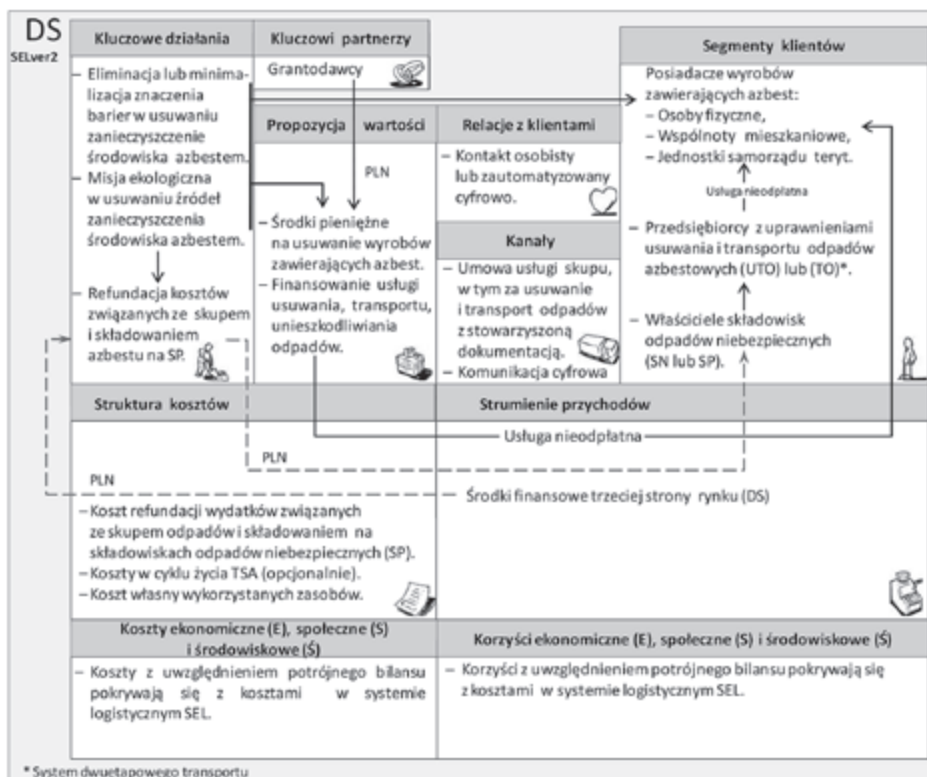 DS
SELver2
Kluczowe działania
– Eliminacja lub minima-
lizacja znaczenia
barier w usuwaniu
zanieczyszczenie
środowiska azbestem.
– Misja ekologiczna
w usuwaniu źródeł
zanieczyszczenia
środowiska azbestem.
– Refundacja kosztów
związanych ze skupem
i składowaniem
azbestu na SP.
Kluczowi partnerzy
Grantodawcy
Propozycja wartości
PLN
– Środki pieniężne
na usuwanie wyrobów
zawierających azbest.
– Finansowanie usługi
usuwania, transportu,
unieszkodliwiania
odpadów.
Relacje z klientami
– Kontakt osobisty
lub zautomatyzowany
cyfrowo.
Kanały
– Umowa usługi skupu,
w tym za usuwanie
i transport odpadów
z stowarzyszoną
dokumentacją.
– Komunikacja cyfrowa
Segmenty klientów
Posiadacze wyrobów
zawierających azbest:
– Osoby fizyczne,
– Wspólnoty mieszkaniowe,
– Jednostki samorządu teryt.
Usługa nieodpłatna
– Przedsiębiorcy z uprawnieniami
usuwania i transportu odpadów
azbestowych (UTO) lub (TO)*.
– Właściciele składowisk
odpadów niebezpiecznych
(SN lub SP).
Struktura kosztów
PLN
PLN
– Koszt refundacji wydatków związanych
ze skupem odpadów i składowaniem na
składowiskach odpadów niebezpiecznych (SP).
– Koszty w cyklu życia TSA (opcjonalnie).
– Koszt własny wykorzystanych zasobów.
Strumienie przychodów
Usługa nieodpłatna
Środki finansowe trzeciej strony rynku (DS)
Koszty ekonomiczne (E), społeczne (S)
i środowiskowe (Ś)
– Koszty z uwzględnieniem potrójnego bilansu
pokrywają się z kosztami w systemie
logistycznym SEL.
Korzyści ekonomiczne (E), społeczne (S) i środowiskowe (Ś)
– Korzyści z uwzględnieniem potrójnego bilansu pokrywają się
z kosztami w systemie logistycznym SEL.
* System dwuetapowego transportu